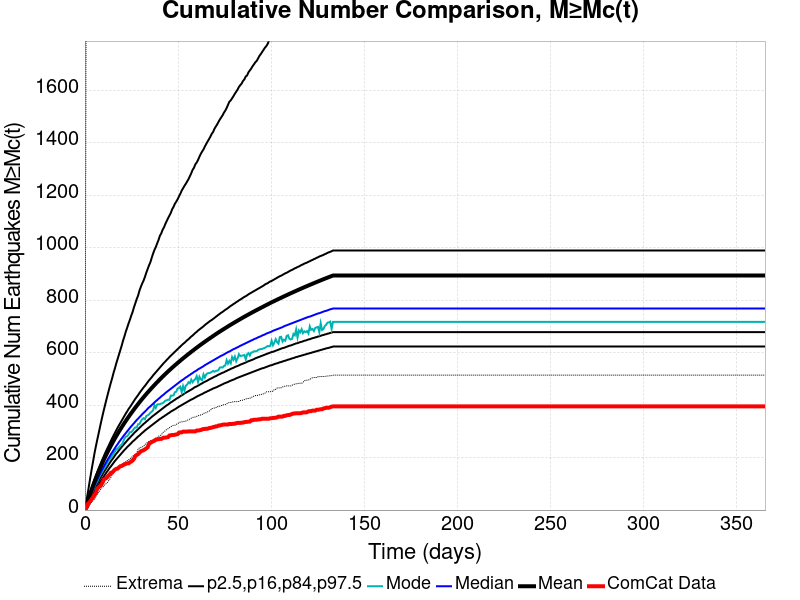 Cumulative Number Comparison, M≥Mc(t)
Cumulative Num Earthquakes M≥Mc(t)
1600
1400
1200
1000
800
600
400
200
0
0 50 100 150 200 250 300 350
Time (days)
Extrema p2.5,p16,p84,p97.5 Mode Median Mean ComCat Data